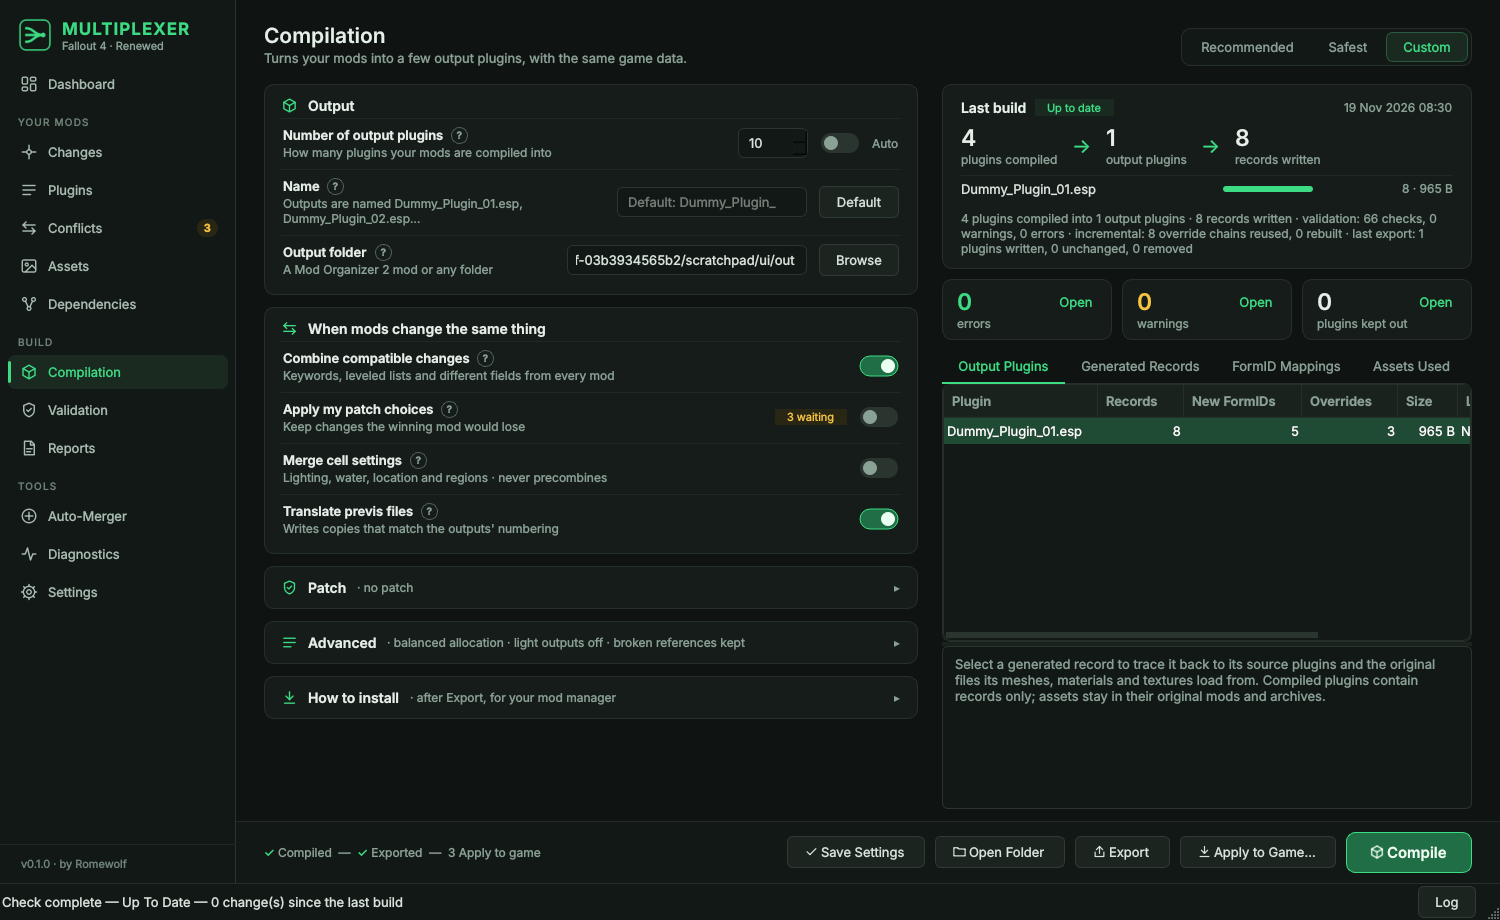 MULTIPLEXER
Fallout 4 · Renewed
Dashboard
YOUR MODS
Changes
Plugins
Conflicts
3
Assets
Dependencies
BUILD
Compilation
Validation
Reports
TOOLS
Auto-Merger
Diagnostics
Settings
v0.1.0 · by Romewolf
Compilation
Turns your mods into a few output plugins, with the same game data.
Recommended
Safest
Custom
Output
Number of output plugins ?
How many plugins your mods are compiled into
10
Auto
Name ?
Outputs are named Dummy_Plugin_01.esp,
Dummy_Plugin_02.esp...
Default: Dummy_Plugin_
Default
Output folder ?
A Mod Organizer 2 mod or any folder
f-03b3934565b2/scratchpad/ui/out
Browse
When mods change the same thing
Combine compatible changes ?
Keywords, leveled lists and different fields from every mod
Apply my patch choices ?
Keep changes the winning mod would lose
3 waiting
Merge cell settings ?
Lighting, water, location and regions · never precombines
Translate previs files ?
Writes copies that match the outputs' numbering
Patch · no patch
Advanced · balanced allocation · light outputs off · broken references kept
How to install · after Export, for your mod manager
Last build
Up to date
19 Nov 2026 08:30
4 → 1 → 8
plugins compiled output plugins records written
Dummy_Plugin_01.esp
8 · 965 B
4 plugins compiled into 1 output plugins · 8 records written · validation: 66 checks, 0
warnings, 0 errors · incremental: 8 override chains reused, 0 rebuilt · last export: 1
plugins written, 0 unchanged, 0 removed
0 Open
errors
0 Open
warnings
0 Open
plugins kept out
Output Plugins Generated Records FormID Mappings Assets Used
Plugin Records New FormIDs Overrides Size L
Dummy_Plugin_01.esp 8 5 3 965 B N
Select a generated record to trace it back to its source plugins and the original
files its meshes, materials and textures load from. Compiled plugins contain
records only; assets stay in their original mods and archives.
✓ Compiled — ✓ Exported — 3 Apply to game
Save Settings
Open Folder
Export
Apply to Game...
Compile
Check complete — Up To Date — 0 change(s) since the last build
Log